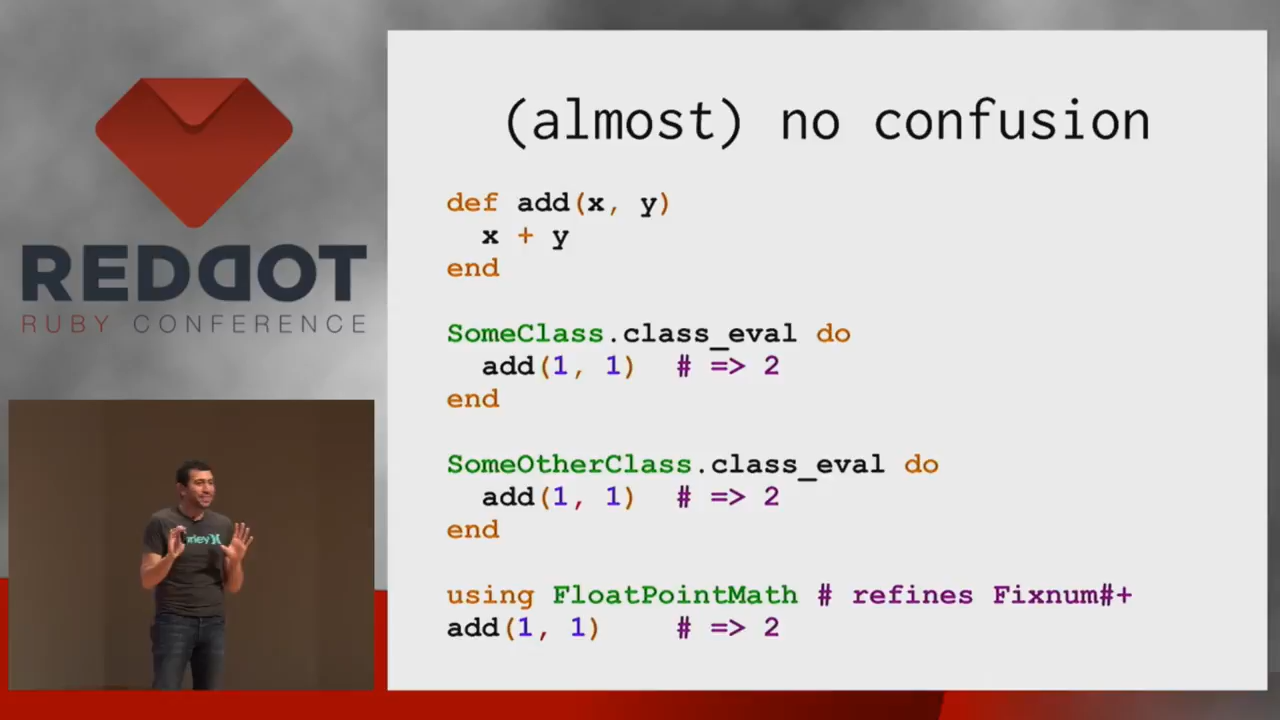 REDDOT
RUBY CONFERENCE
(almost) no confusion
def add(x, y)
  x + y
end
SomeClass.class_eval do
  add(1, 1)  # => 2
end
SomeOtherClass.class_eval do
  add(1, 1)  # => 2
end
using FloatPointMath # refines Fixnum#+
add(1, 1)    # => 2